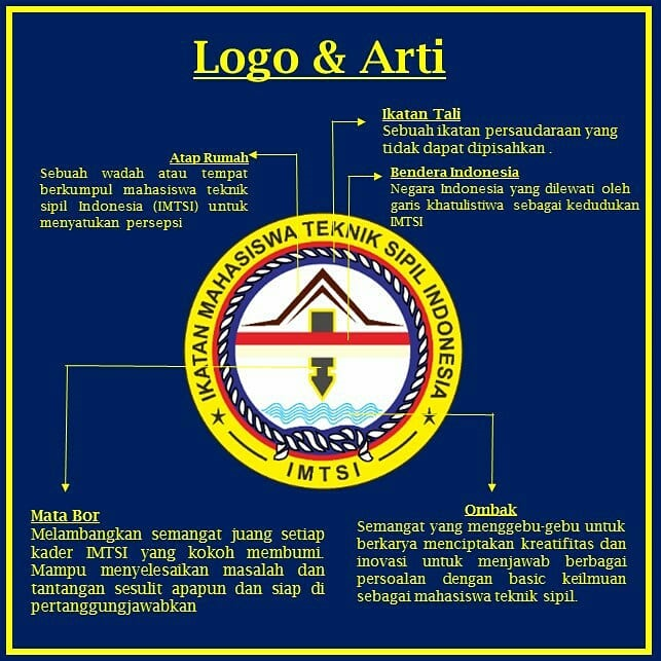 Logo & Arti
Ikatan Tali
Sebuah ikatan persaudaraan yang
tidak dapat dipisahkan .
Atap Rumah
Sebuah wadah atau tempat
berkumpul mahasiswa teknik
sipil Indonesia (IMTSI) untuk
menyatukan persepsi
Bendera Indonesia
Negara Indonesia yang dilewati oleh
garis khatulistiwa sebagai kedudukan
IMTSI
IKATAN MAHASISWA TEKNIK SIPIL INDONESIA
IMTSI
Mata Bor
Melambangkan semangat juang setiap
kader IMTSI yang kokoh membumi.
Mampu menyelesaikan masalah dan
tantangan sesulit apapun dan siap di
pertanggungjawabkan
Ombak
Semangat yang menggebu-gebu untuk
berkarya menciptakan kreatifitas dan
inovasi untuk menjawab berbagai
persoalan dengan basic keilmuan
sebagai mahasiswa teknik sipil.